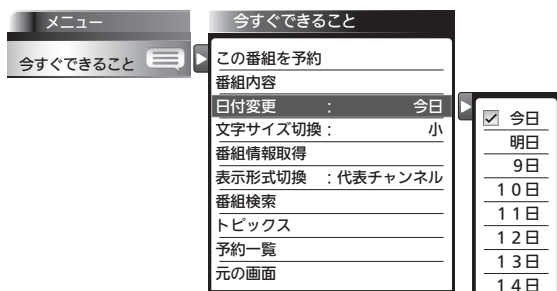 メニュー
今すぐできること
今すぐできること
この番組を予約
番組内容
日付変更 : 今日
文字サイズ切換 : 小
番組情報取得
表示形式切換 : 代表チャンネル
番組検索
トピックス
予約一覧
元の画面
今日
明日
9日
10日
11日
12日
13日
14日